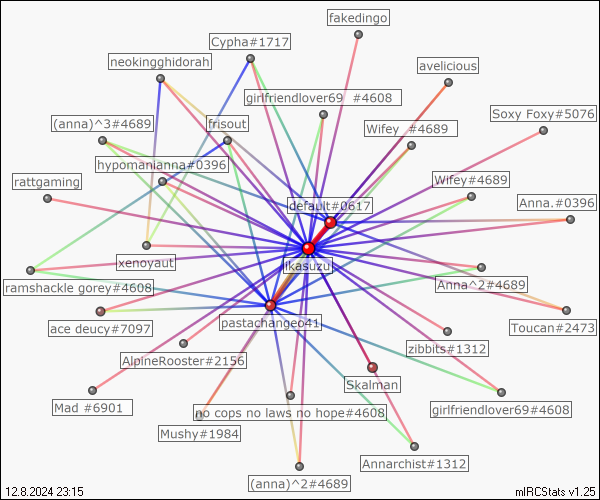 fakedingo
Cypha#1717
neokingghidorah
avelicious
girlfriendlover69 #4608
Soxy Foxy#5076
(anna)^3#4689
frisout
Wifey #4689
hypomanianna#0396
rattgaming
Wifey#4689
Anna.#0396
default#0617
xenoyaut
ikasuzu
Anna^2#4689
ramshackle gorey#4608
ace deucy#7097
pastachangeo41
Toucan#2473
zibbits#1312
AlpineRooster#2156
Skalman
Mad #6901
no cops no laws no hope#4608
girlfriendlover69#4608
Mushy#1984
Annarchist#1312
(anna)^2#4689
12.8.2024 23:15
mIRCStats v1.25